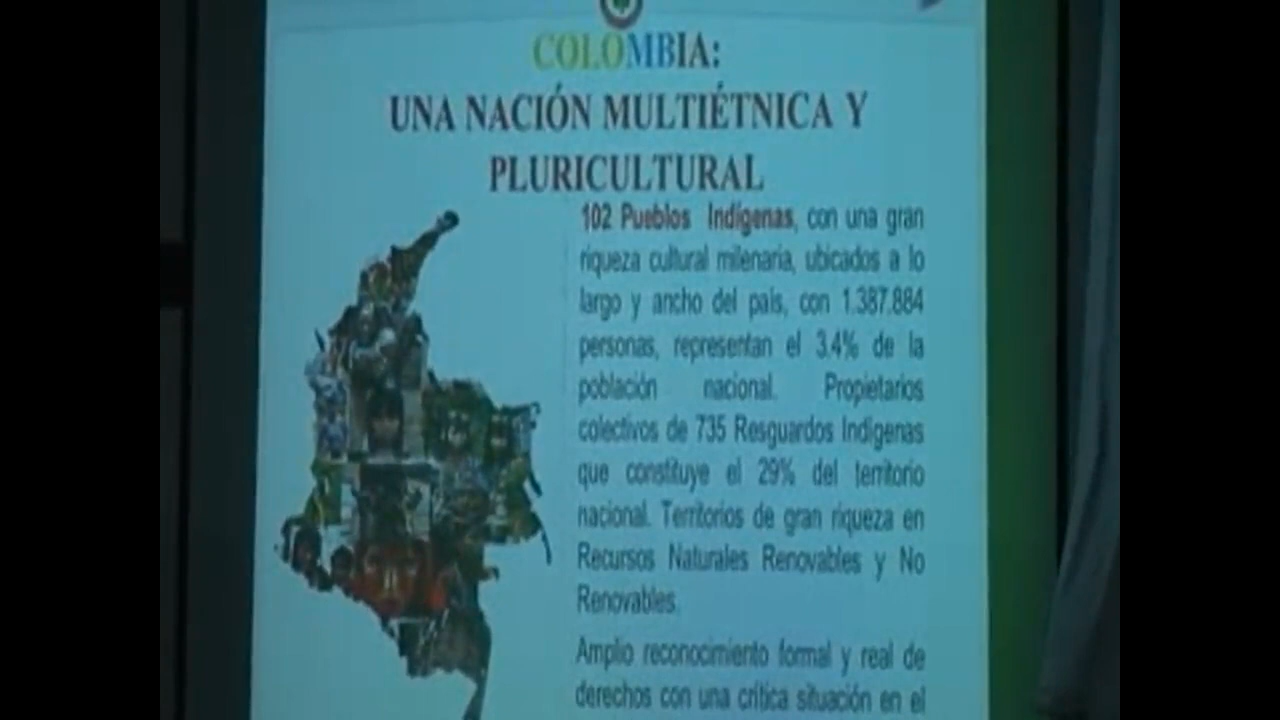 COLOMBIA:
UNA NACIÓN MULTIÉTNICA Y
PLURICULTURAL
102 Pueblos Indígenas, con una gran
riqueza cultural milenaria, ubicados a lo
largo y ancho del país, con 1.387.884
personas, representan el 3.4% de la
población nacional. Propietarios
colectivos de 735 Resguardos Indígenas
que constituye el 29% del territorio
nacional. Territorios de gran riqueza en
Recursos Naturales Renovables y No
Renovables.
Amplio reconocimiento formal y real de
derechos con una crítica situación en el